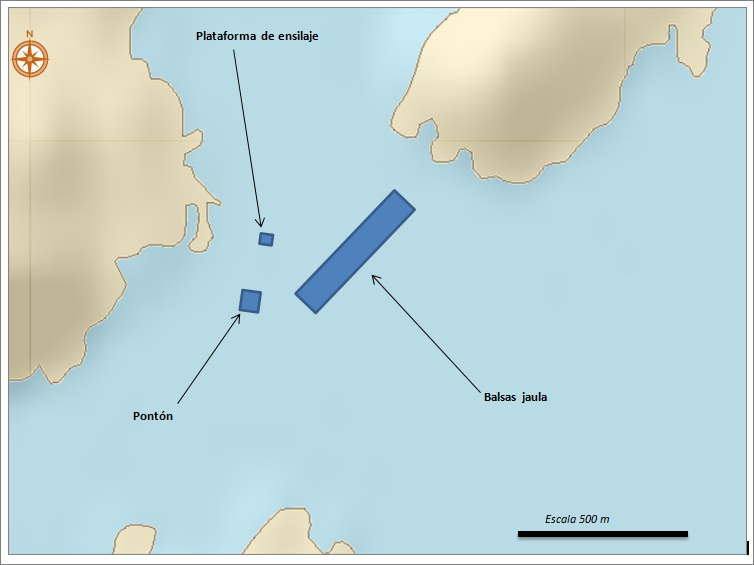 N
Plataforma de ensilaje
Balsas jaula
Pontón
Escala 500 m